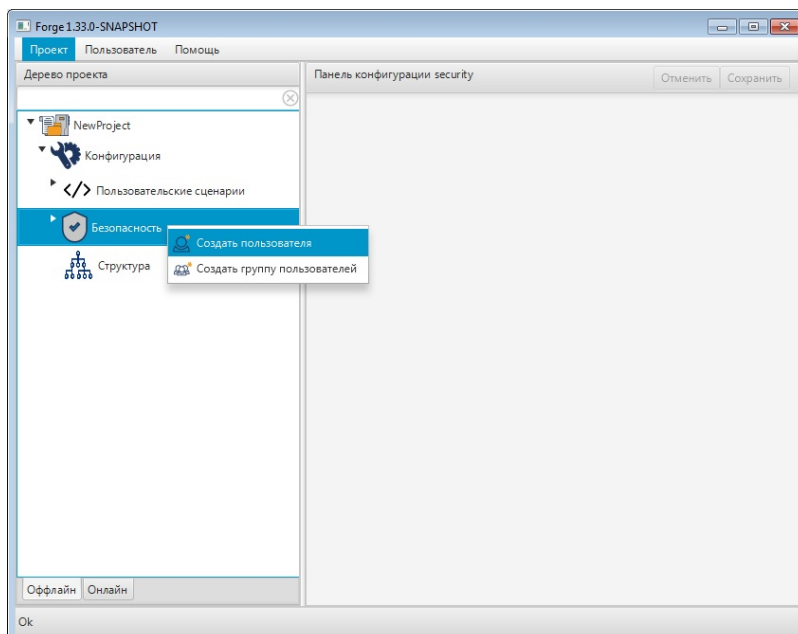 Forge 1.33.0-SNAPSHOT
Проект Пользователь Помощь
Дерево проекта
Панель конфигурации security
Отменить Сохранить
NewProject
Конфигурация
</> Пользовательские сценарии
Безопасность
Создать пользователя
Создать группу пользователей
Структура
Оффлайн Онлайн
Ok